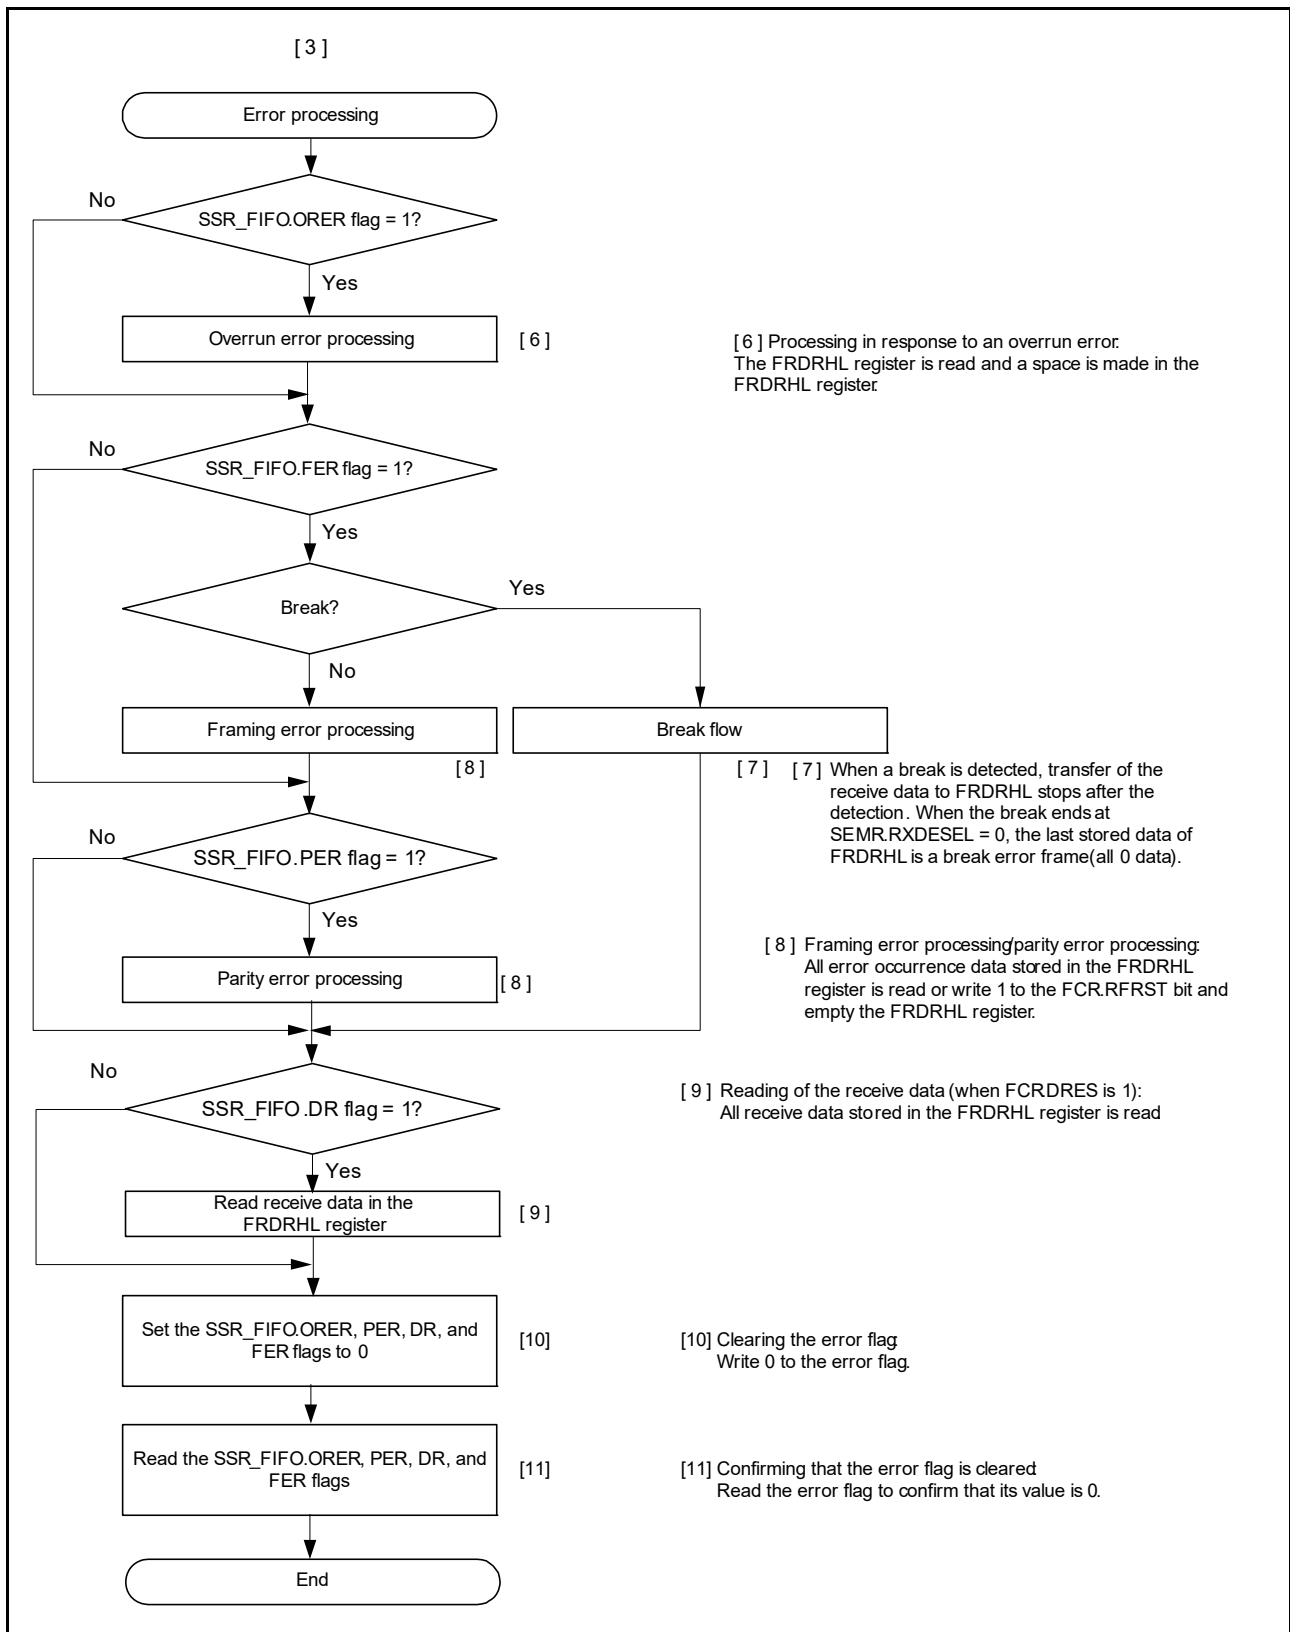 [ 3 ]
Error processing
No
SSR_FIFO.ORER flag = 1?
Yes
Overrun error processing
[ 6 ]
[ 6 ] Processing in response to an overrun error:
The FRDRHL register is read and a space is made in the
FRDRHL register.
No
SSR_FIFO.FER flag = 1?
Yes
Break?
Yes
No
Framing error processing
Break flow
[ 8 ]
[ 7 ]
[ 7 ] When a break is detected, transfer of the
receive data to FRDRHL stops after the
detection. When the break ends at
SEMR.RXDESEL = 0, the last stored data of
FRDRHL is a break error frame(all 0 data).
No
SSR_FIFO.PER flag = 1?
Yes
Parity error processing
[ 8 ]
[ 8 ] Framing error processing/parity error processing:
All error occurrence data stored in the FRDRHL
register is read or write 1 to the FCR.RFRST bit and
empty the FRDRHL register.
No
SSR_FIFO.DR flag = 1?
[ 9 ] Reading of the receive data (when FCRDRES is 1):
All receive data stored in the FRDRHL register is read
Yes
Read receive data in the
FRDRHL register
[ 9 ]
Set the SSR_FIFO.ORER, PER, DR, and
FER flags to 0
[10]
[10] Clearing the error flag:
Write 0 to the error flag.
Read the SSR_FIFO.ORER, PER, DR, and
FER flags
[11]
[11] Confirming that the error flag is cleared:
Read the error flag to confirm that its value is 0.
End